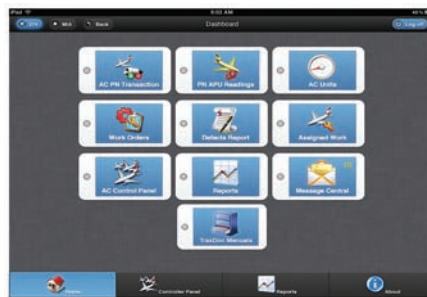 iPad 9:02 AM
MIA Back Dashboard Log off
AC PN Transaction PN APU Readings AC Units
Work Orders Defects Report Assigned Work
AC Control Panel Reports Message Central
TraxDoc Manuals
Home Controller Panel Reports About